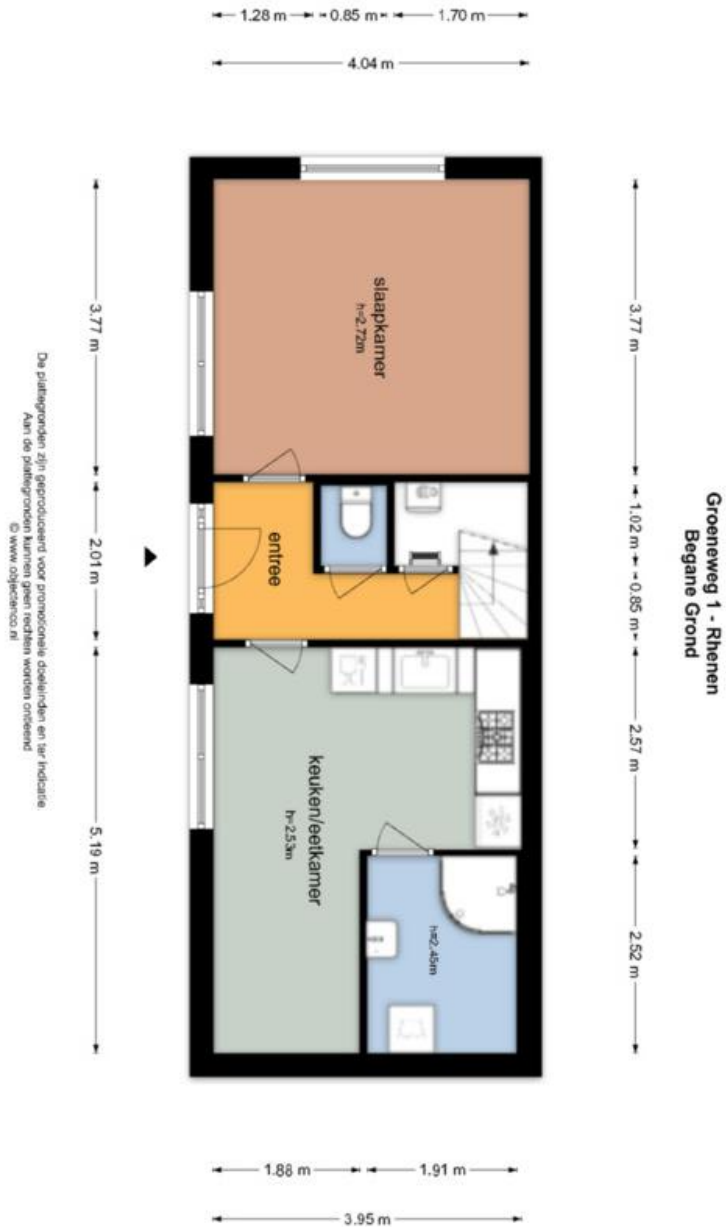 Groeneweg 1 - Rhenen
Begane Grond
1.28 m
0.85 m
1.70 m
4.04 m
3.77 m
2.01 m
5.19 m
3.77 m
1.02 m
0.85 m
2.57 m
2.52 m
slaapkamer
h=2.72m
entree
keuken/eetkamer
h=2.53m
h=2.45m
1.88 m
1.91 m
3.95 m
De plattegronden zijn geproduceerd voor promotionele doeleinden en ter indicatie.
Aan de plattegronden kunnen geen rechten worden ontleend
© www.objectenco.nl